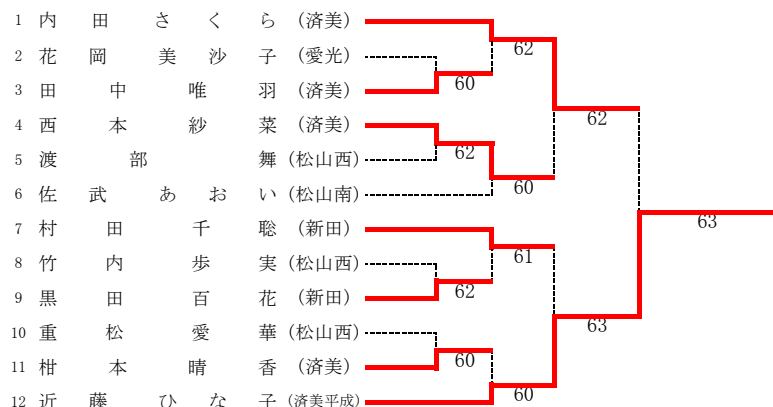 1 内田さくら (済美)
62
2 花岡美沙子 (愛光)
60
3 田中唯羽 (済美)
62
4 西本紗菜 (済美)
62
5 渡部舞 (松山西)
60
6 佐武あおい (松山南)
63
7 村田千聡 (新田)
61
8 竹内歩実 (松山西)
62
9 黒田百花 (新田)
63
10 重松愛華 (松山西)
60
11 柑本晴香 (済美)
60
12 近藤ひな子 (済美平成)